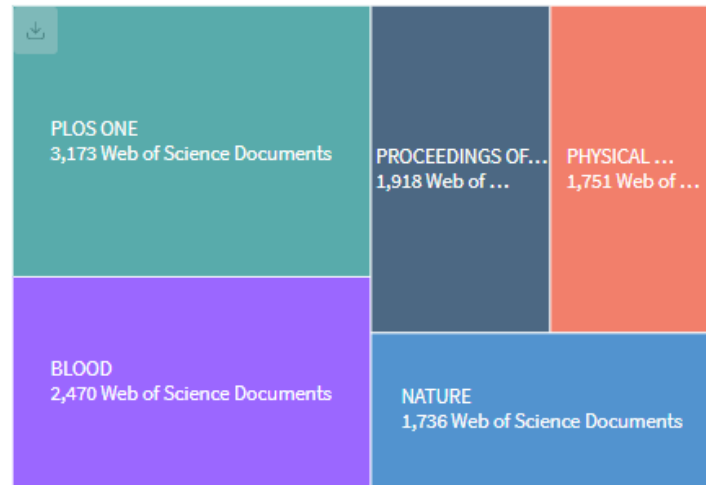 PLOS ONE
3,173 Web of Science Documents
PROCEEDINGS OF...
1,918 Web of ...
PHYSICAL ...
1,751 Web of ...
BLOOD
2,470 Web of Science Documents
NATURE
1,736 Web of Science Documents